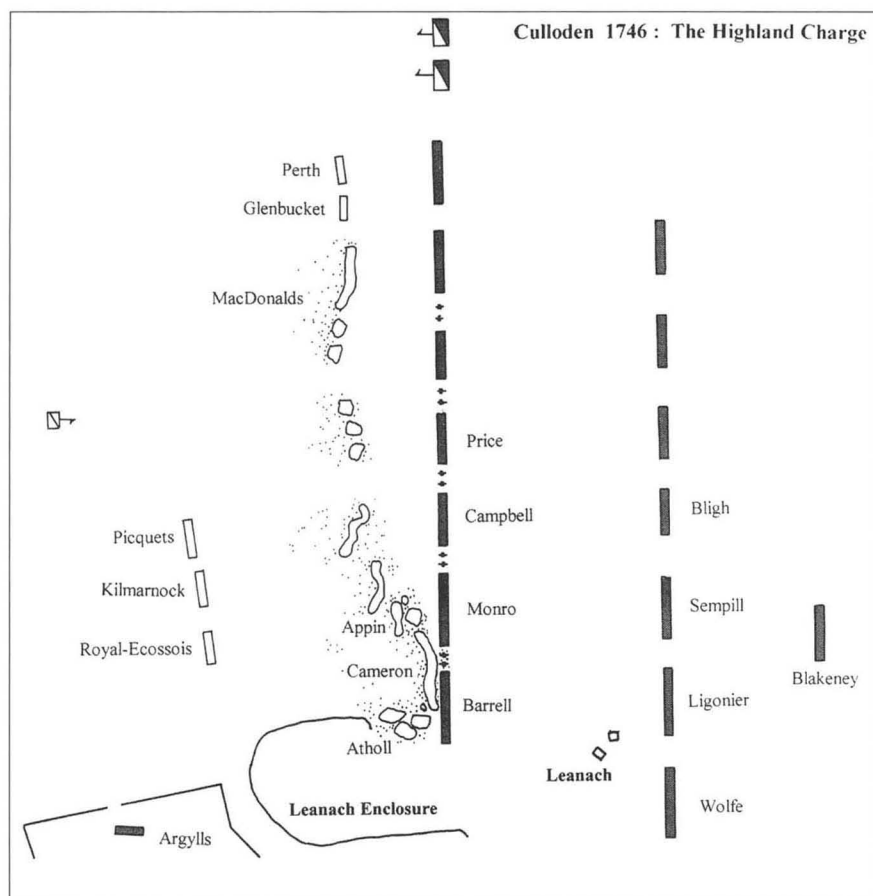 Culloden 1746 : The Highland Charge
Perth
Glenbucket
MacDonalds
Price
Campbell
Bligh
Picquets
Kilmarnock
Monro
Sempill
Appin
Royal-Ecossois
Cameron
Blakeney
Barrell
Ligonier
Atholl
Leanach
Leanach Enclosure
Wolfe
Argylls